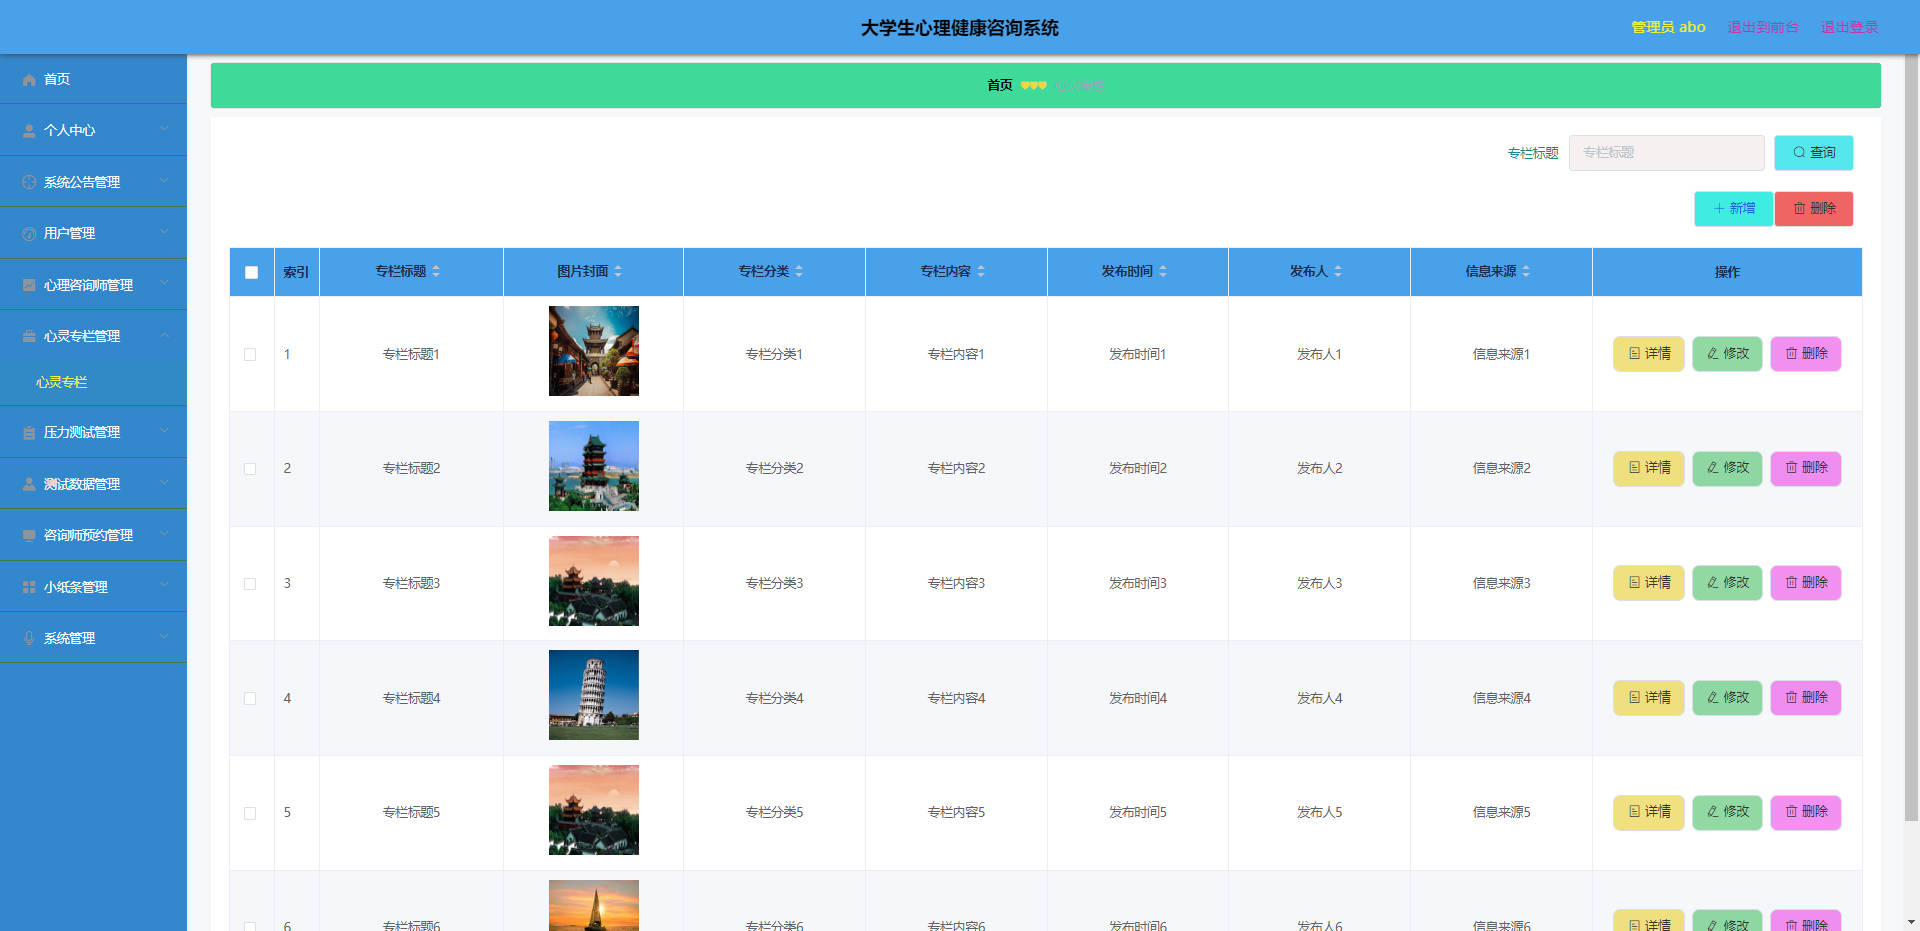 大学生心理健康咨询系统
管理员 abo 退出到前台 退出登录
首页
个人中心
系统公告管理
用户管理
心理咨询师管理
心灵专栏管理
心灵专栏
压力测试管理
测试数据管理
咨询师预约管理
小纸条管理
系统管理
首页 心灵专栏
专栏标题 专栏标题 查询
新增 删除
索引 专栏标题 图片封面 专栏分类 专栏内容 发布时间 发布人 信息来源 操作
1 专栏标题1 专栏分类1 专栏内容1 发布时间1 发布人1 信息来源1 详情 修改 删除
2 专栏标题2 专栏分类2 专栏内容2 发布时间2 发布人2 信息来源2 详情 修改 删除
3 专栏标题3 专栏分类3 专栏内容3 发布时间3 发布人3 信息来源3 详情 修改 删除
4 专栏标题4 专栏分类4 专栏内容4 发布时间4 发布人4 信息来源4 详情 修改 删除
5 专栏标题5 专栏分类5 专栏内容5 发布时间5 发布人5 信息来源5 详情 修改 删除
6 专栏标题6 专栏分类6 专栏内容6 发布时间6 发布人6 信息来源6 详情 修改 删除